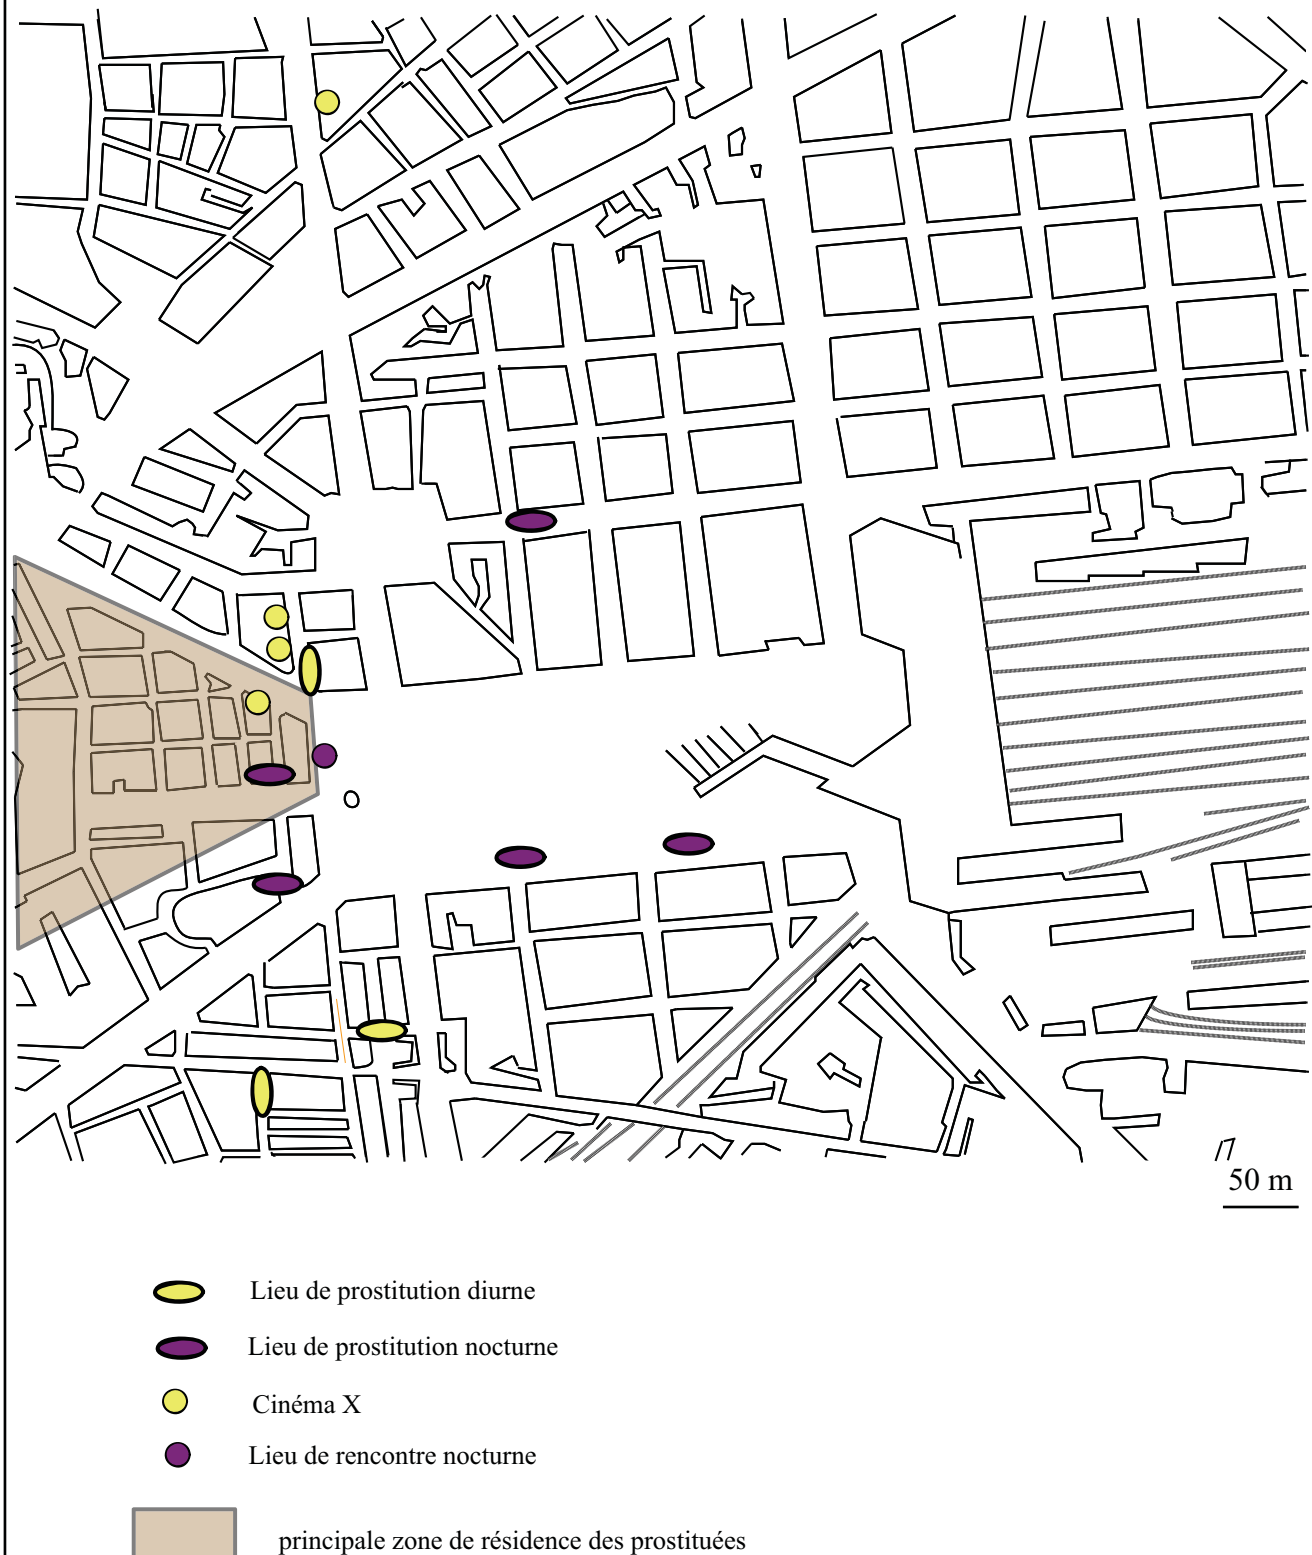 50 m
Lieu de prostitution diurne
Lieu de prostitution nocturne
Cinéma X
Lieu de rencontre nocturne
principale zone de résidence des prostituées